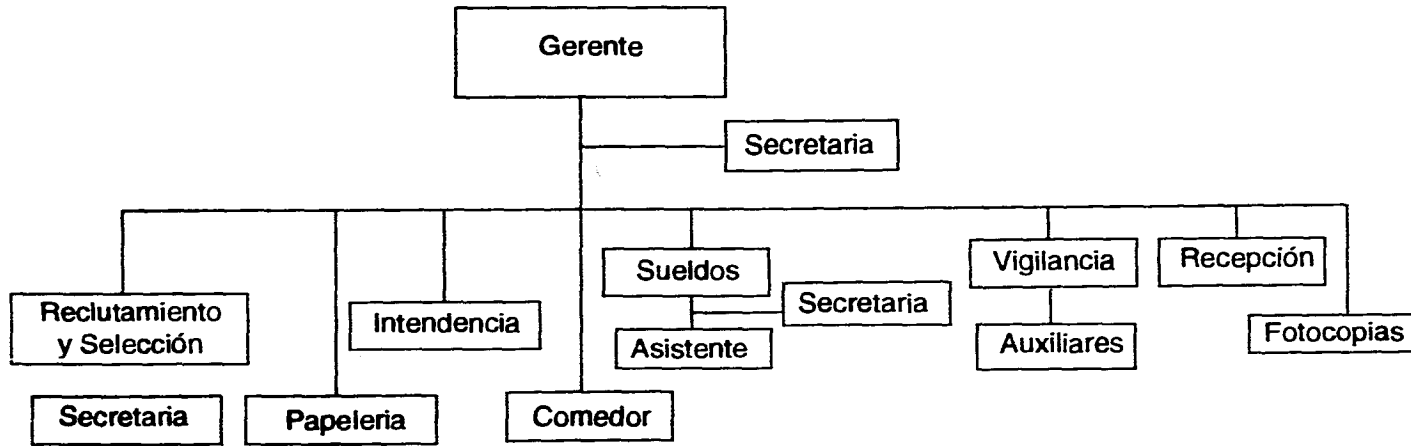 Gerente
Secretaria
Sueldos
Vigilancia
Recepción
Reclutamiento
y Selección
Intendencia
Secretaria
Asistente
Auxiliares
Fotocopias
Secretaria
Papeleria
Comedor